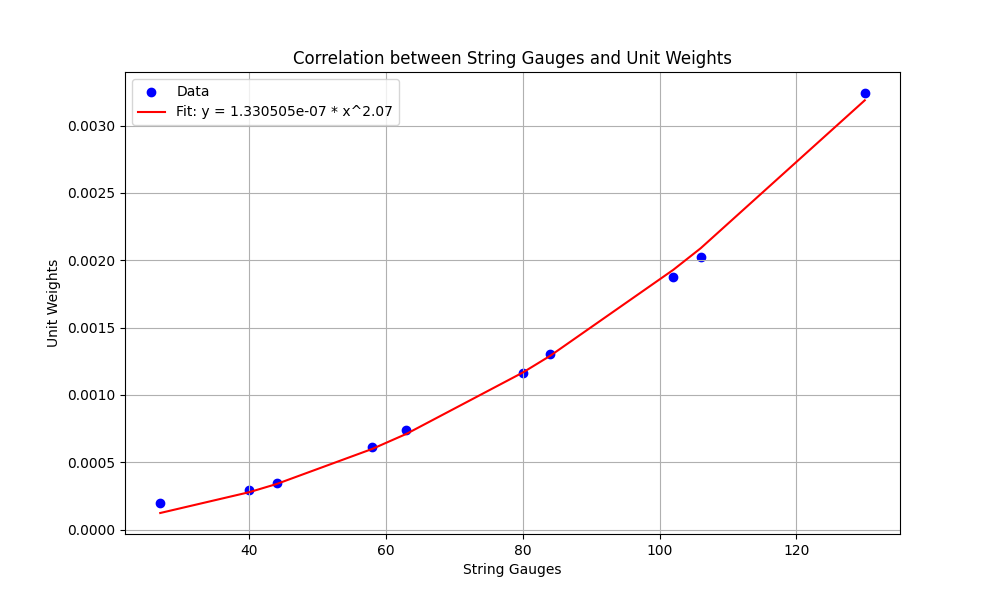 Correlation between String Gauges and Unit Weights
Data
Fit: y = 1.330505e-07 * x^2.07
0.0030
0.0025
0.0020
0.0015
0.0010
0.0005
0.0000
Unit Weights
40
60
80
100
120
String Gauges